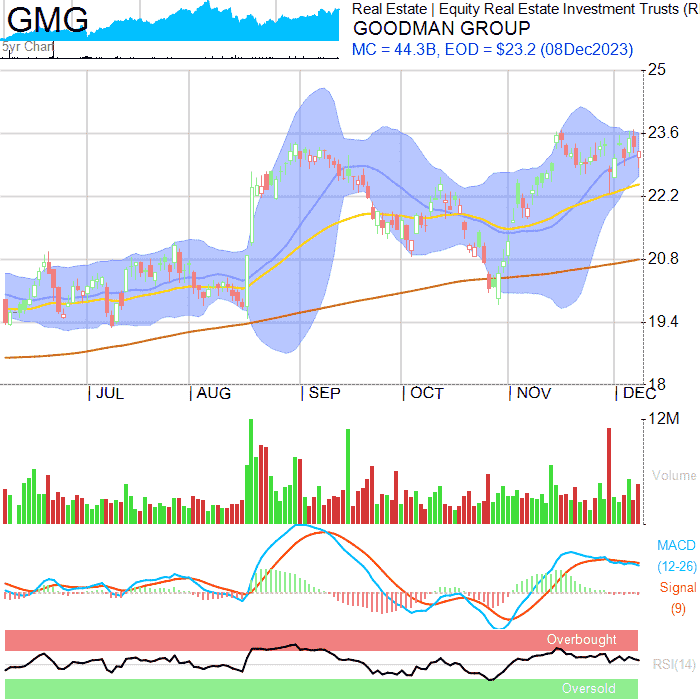 GMG
5yr Chart
Real Estate | Equity Real Estate Investment Trusts (R
GOODMAN GROUP
MC = 44.3B, EOD = $23.2 (08Dec2023)
25
23.6
22.2
20.8
19.4
18
JUL
AUG
SEP
OCT
NOV
DEC
12M
Volume
MACD
(12-26)
Signal
(9)
Overbought
RSI(14)
Oversold